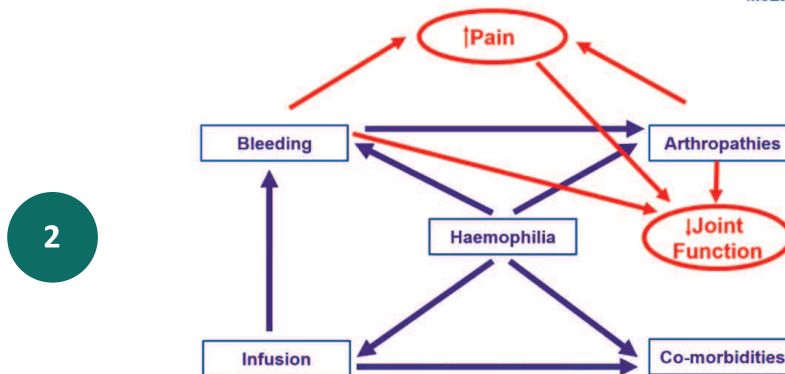 ↑Pain
Bleeding
Arthropathies
2
Haemophilia
↓Joint
Function
Infusion
Co-morbidities